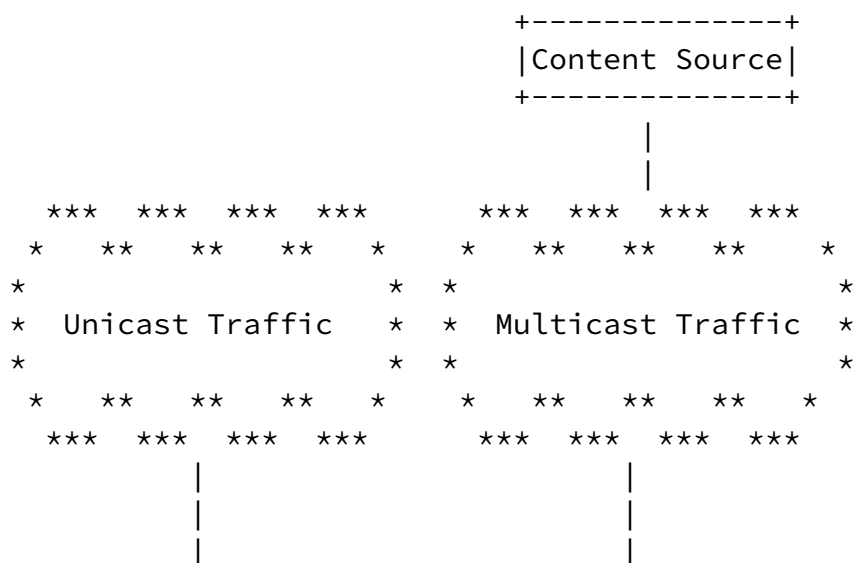 +--------------+
|Content Source|
+--------------+
|
|
*** *** *** *** *** *** *** ***
* ** ** ** * * ** ** ** *
* * * *
* Unicast Traffic * * Multicast Traffic *
* * * *
* ** ** ** * * ** ** ** *
*** *** *** *** *** *** *** ***
| |
| |
| |